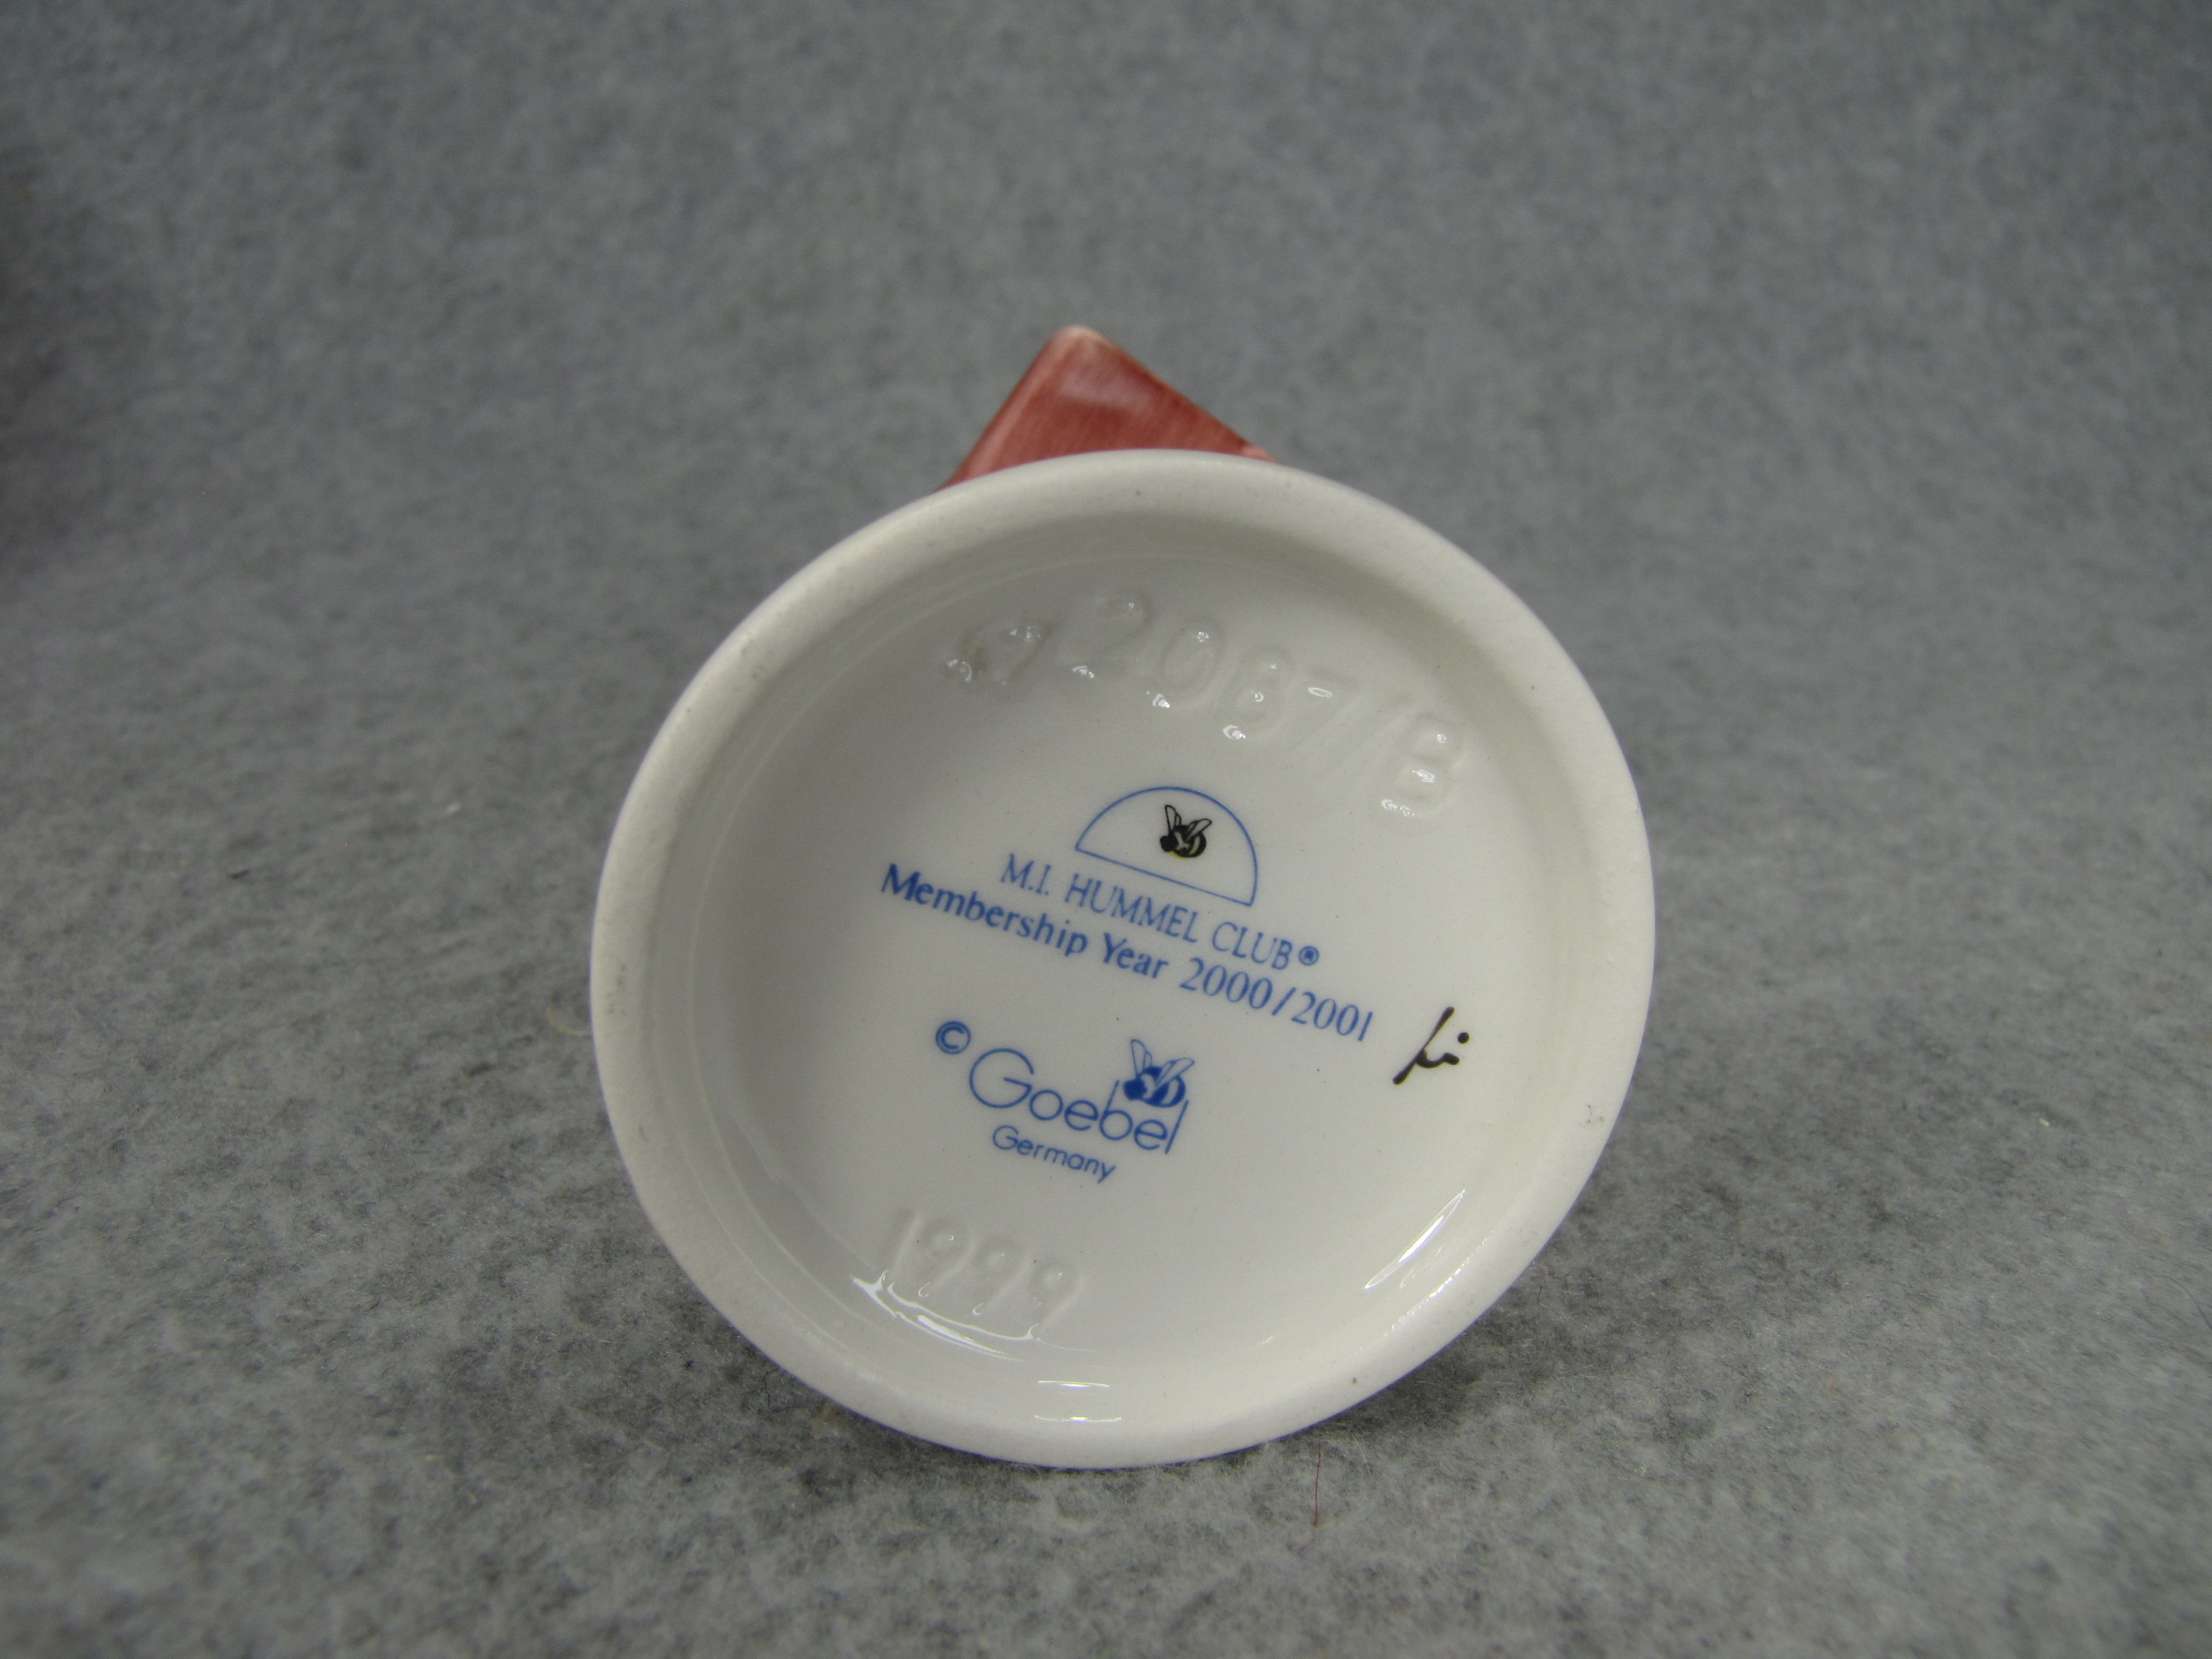 2087/B
M.I. HUMMEL CLUB®
Membership Year 2000/2001
© Goebel
Germany
1999